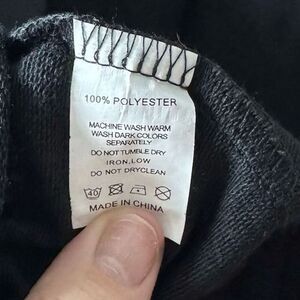 100% POLYESTER
MACHINE WASH WARM
WASH DARK COLORS
SEPARATELY
DO NOT TUMBLE DRY
IRON,LOW
DO NOT DRYCLEAN
40
MADE IN CHINA